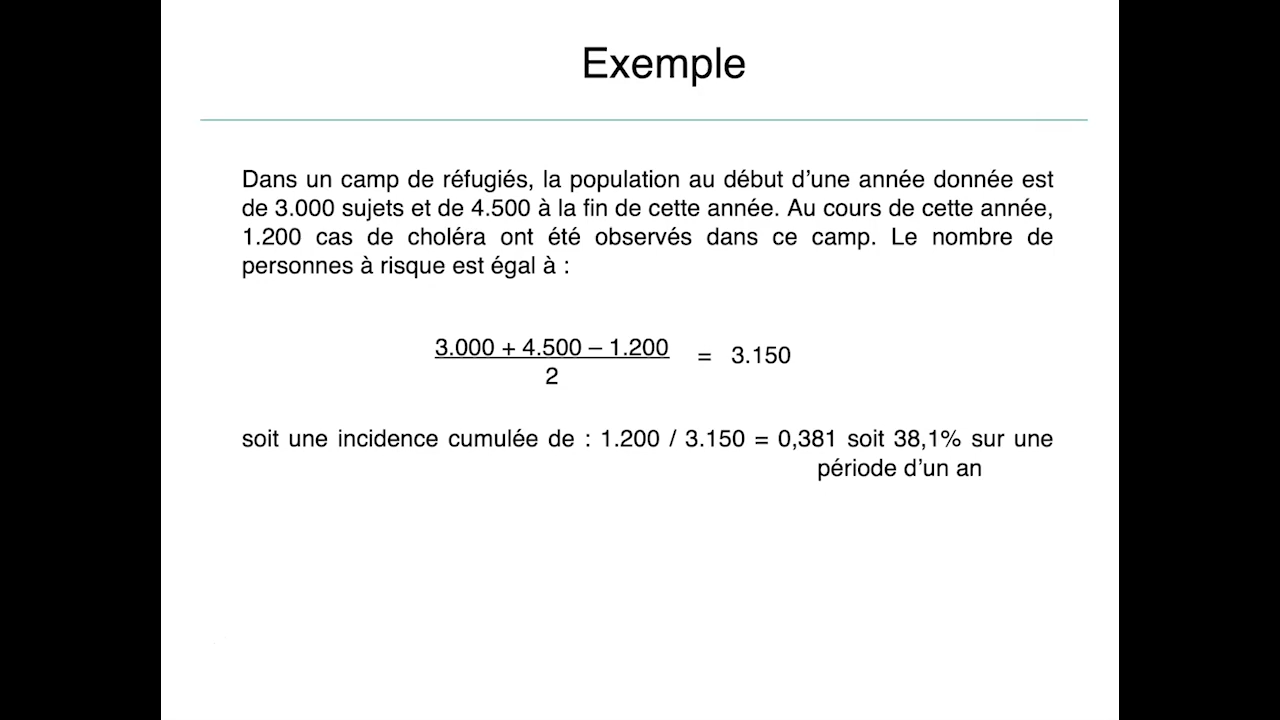 Exemple
Dans un camp de réfugiés, la population au début d’une année donnée est
de 3.000 sujets et de 4.500 à la fin de cette année. Au cours de cette année,
1.200 cas de choléra ont été observés dans ce camp. Le nombre de
personnes à risque est égal à :
3.000 + 4.500 – 1.200
= 3.150
2
soit une incidence cumulée de : 1.200 / 3.150 = 0,381 soit 38,1% sur une
période d’un an